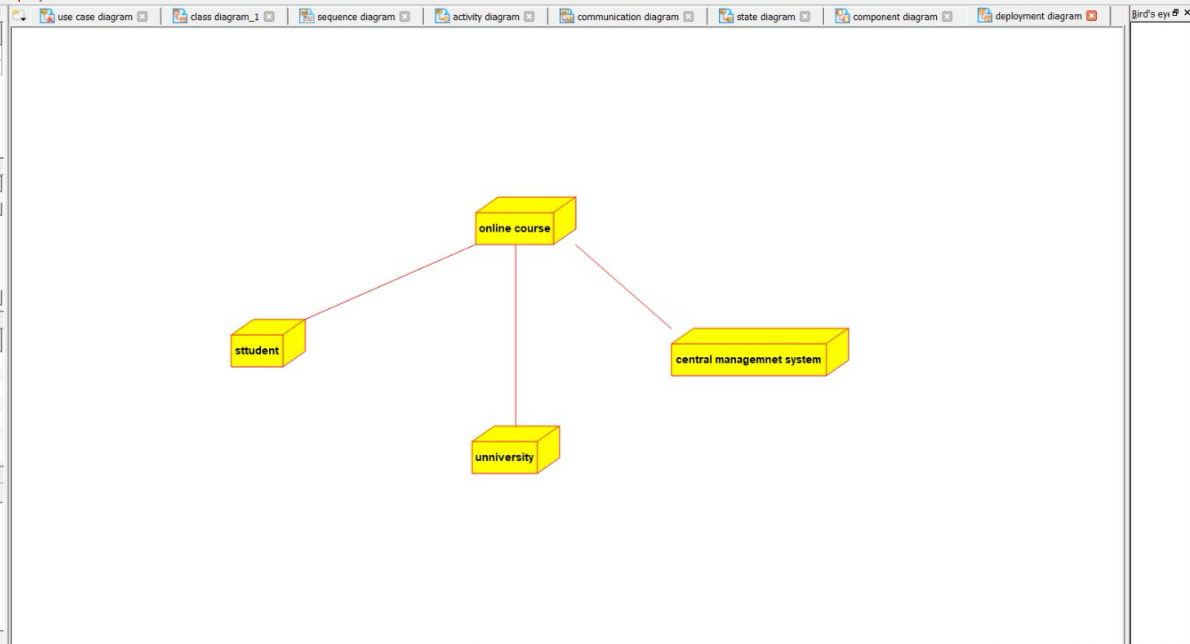 use case diagram
class diagram_1
sequence diagram
activity diagram
communication diagram
state diagram
component diagram
deployment diagram
Bird's eye
online course
sttudent
central managemnet system
unniversity